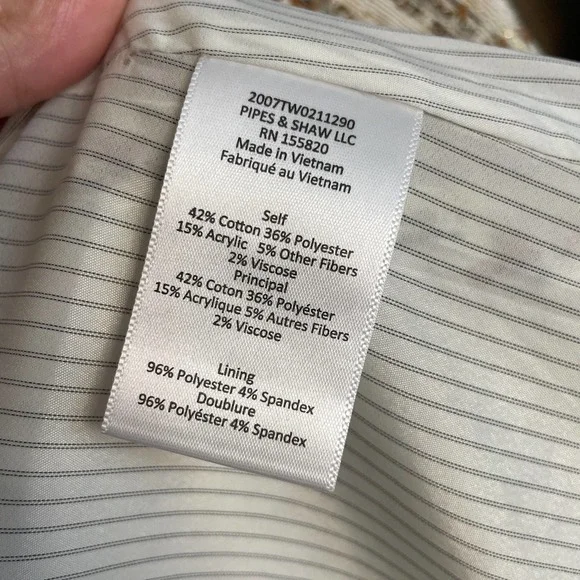 2007TW0211290
PIPES & SHAW LLC
RN 155820
Made in Vietnam
Fabriqué au Vietnam
Self
42% Cotton 36% Polyester
15% Acrylic 5% Other Fibers
2% Viscose
Principal
42% Coton 36% Polyéster
15% Acrylique 5% Autres Fibers
2% Viscose
Lining
96% Polyester 4% Spandex
Doublure
96% Polyéster 4% Spandex